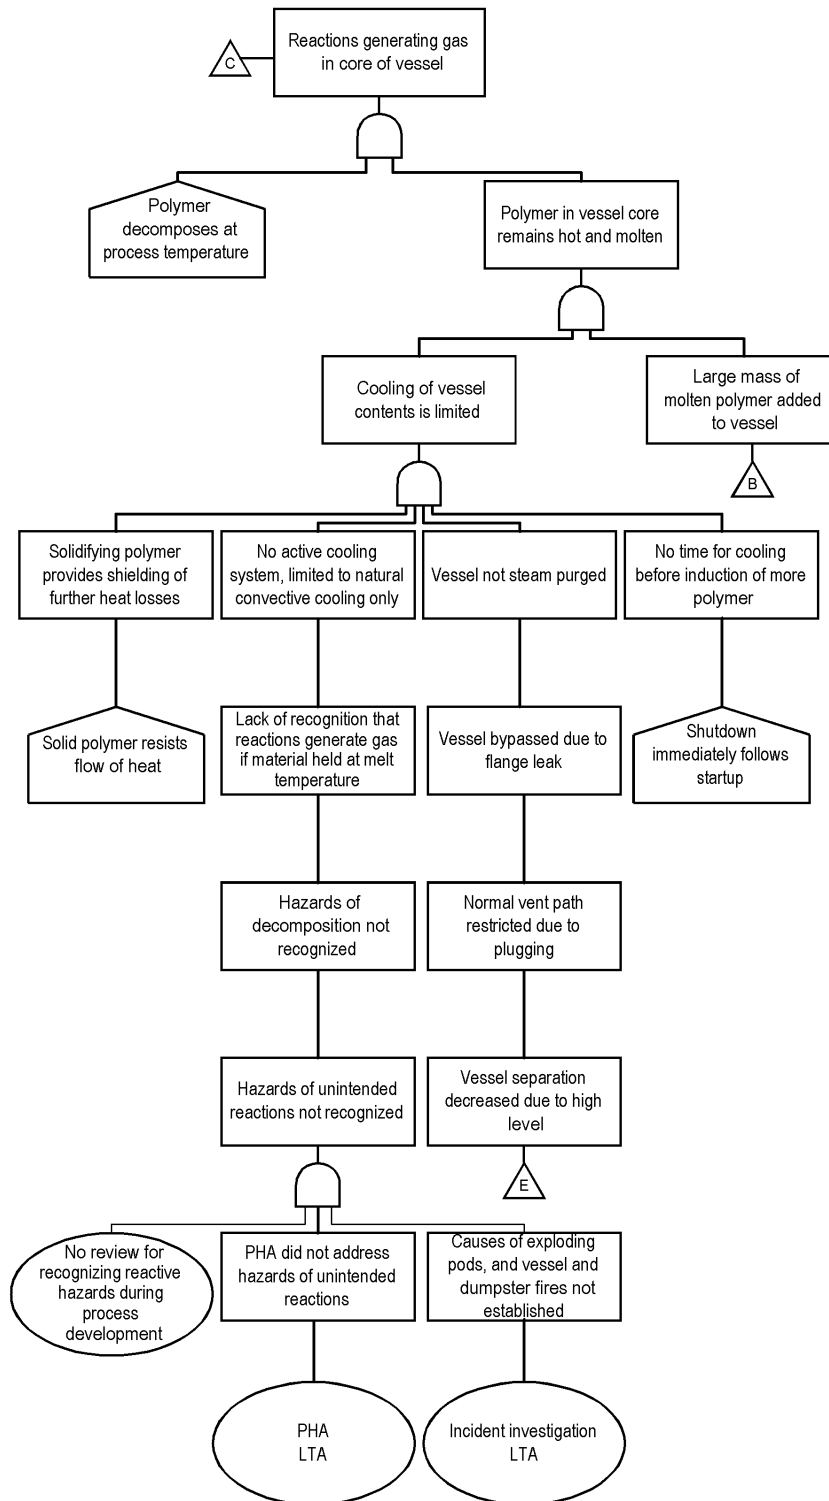 Reactions generating gas
in core of vessel
C
Polymer
decomposes at
process temperature
Polymer in vessel core
remains hot and molten
Cooling of vessel
contents is limited
Large mass of
molten polymer added
to vessel
B
Solidifying polymer
provides shielding of
further heat losses
No active cooling
system, limited to natural
convective cooling only
Vessel not steam purged
No time for cooling
before induction of more
polymer
Solid polymer resists
flow of heat
Lack of recognition that
reactions generate gas
if material held at melt
temperature
Vessel bypassed due to
flange leak
Shutdown
immediately follows
startup
Hazards of
decomposition not
recognized
Normal vent path
restricted due to
plugging
Hazards of unintended
reactions not recognized
Vessel separation
decreased due to high
level
E
No review for
recognizing reactive
hazards during
process
development
PHA did not address
hazards of unintended
reactions
Causes of exploding
pods, and vessel and
dumpster fires not
established
PHA
LTA
Incident investigation
LTA